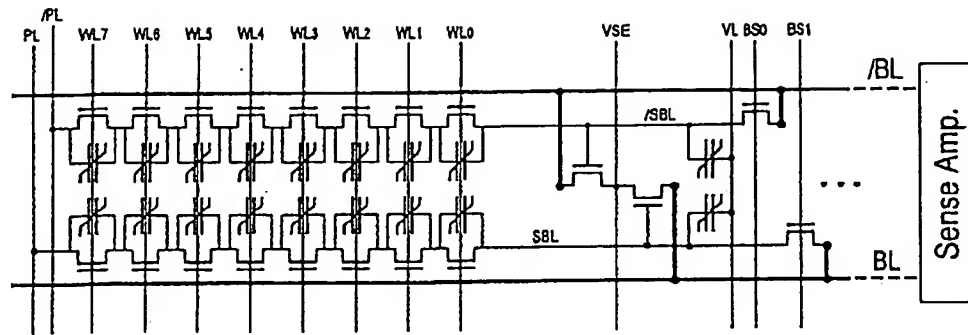 /PL
PL WL7 WL6 WL5 WL4 WL3 WL2 WL1 WL0 VSE VL BS0 BS1
/BL
/SBL
SBL
BL
Sense Amp.